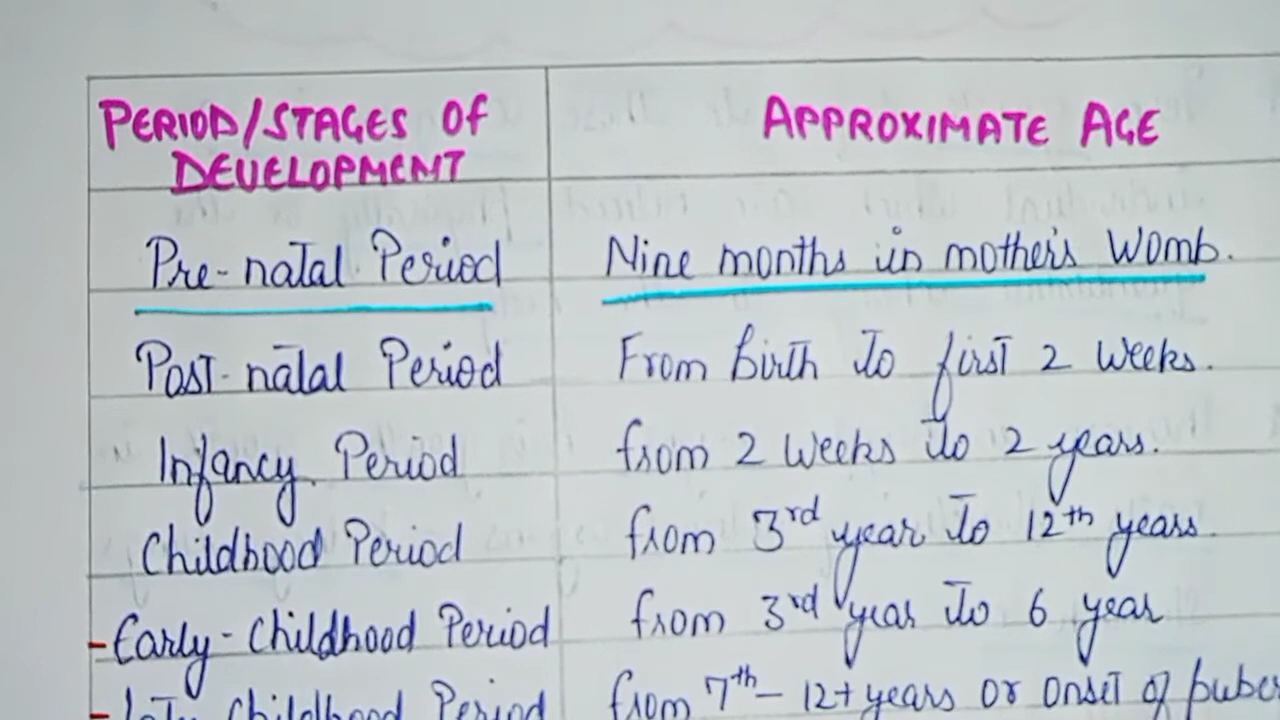 PERIOD/STAGES OF APPROXIMATE AGE
DEVELOPMENT
Pre-natal Period Nine months in mother's Womb.
Post-natal Period From birth to first 2 weeks.
Infancy Period from 2 weeks to 2 years.
Childhood Period from 3rd year to 12th years.
-Early-Childhood Period from 3rd year to 6 year
- Childhood Period from 7th - 12+ years or onset of